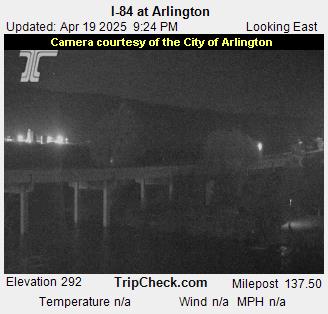 I-84 at Arlington
Updated: Apr 19 2025 9:24 PM Looking East
Camera courtesy of the City of Arlington
Elevation 292 TripCheck.com Milepost 137.50
Temperature n/a Wind n/a MPH n/a